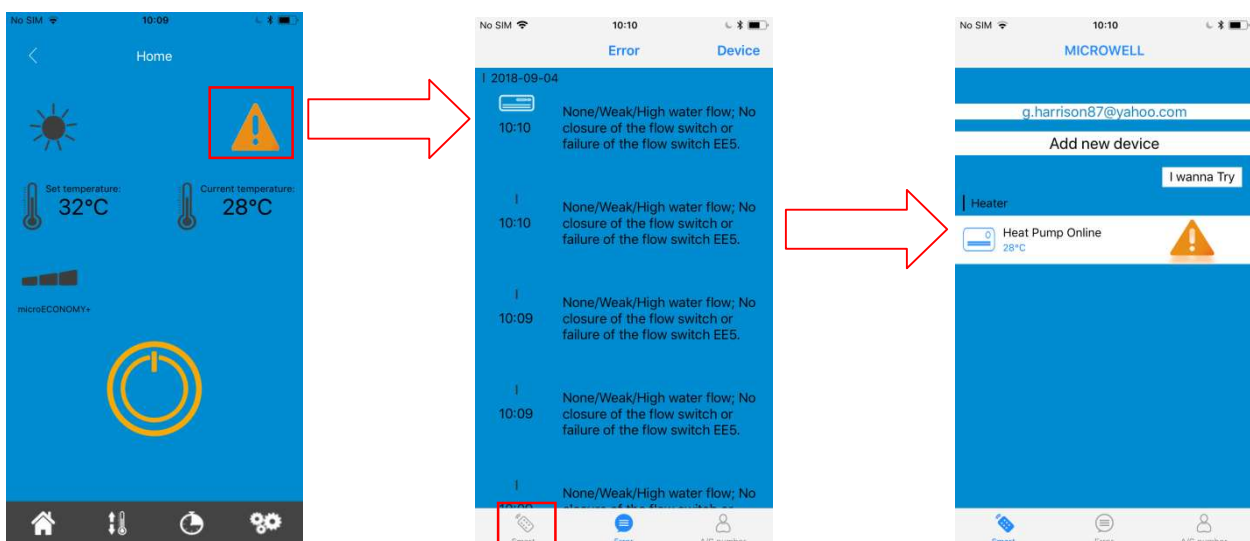 No SIM 10:09
Home
Set temperature:
32°C
Current temperature:
28°C
microECONOMY+
No SIM 10:10
Error Device
2018-09-04
None/Weak/High water flow; No
10:10 closure of the flow switch or
failure of the flow switch EE5.
None/Weak/High water flow; No
10:10 closure of the flow switch or
failure of the flow switch EE5.
None/Weak/High water flow; No
10:09 closure of the flow switch or
failure of the flow switch EE5.
None/Weak/High water flow; No
10:09 closure of the flow switch or
failure of the flow switch EE5.
None/Weak/High water flow; No
No SIM 10:10
MICROWELL
g.harrison87@yahoo.com
Add new device
I wanna Try
Heater
Heat Pump Online
28°C